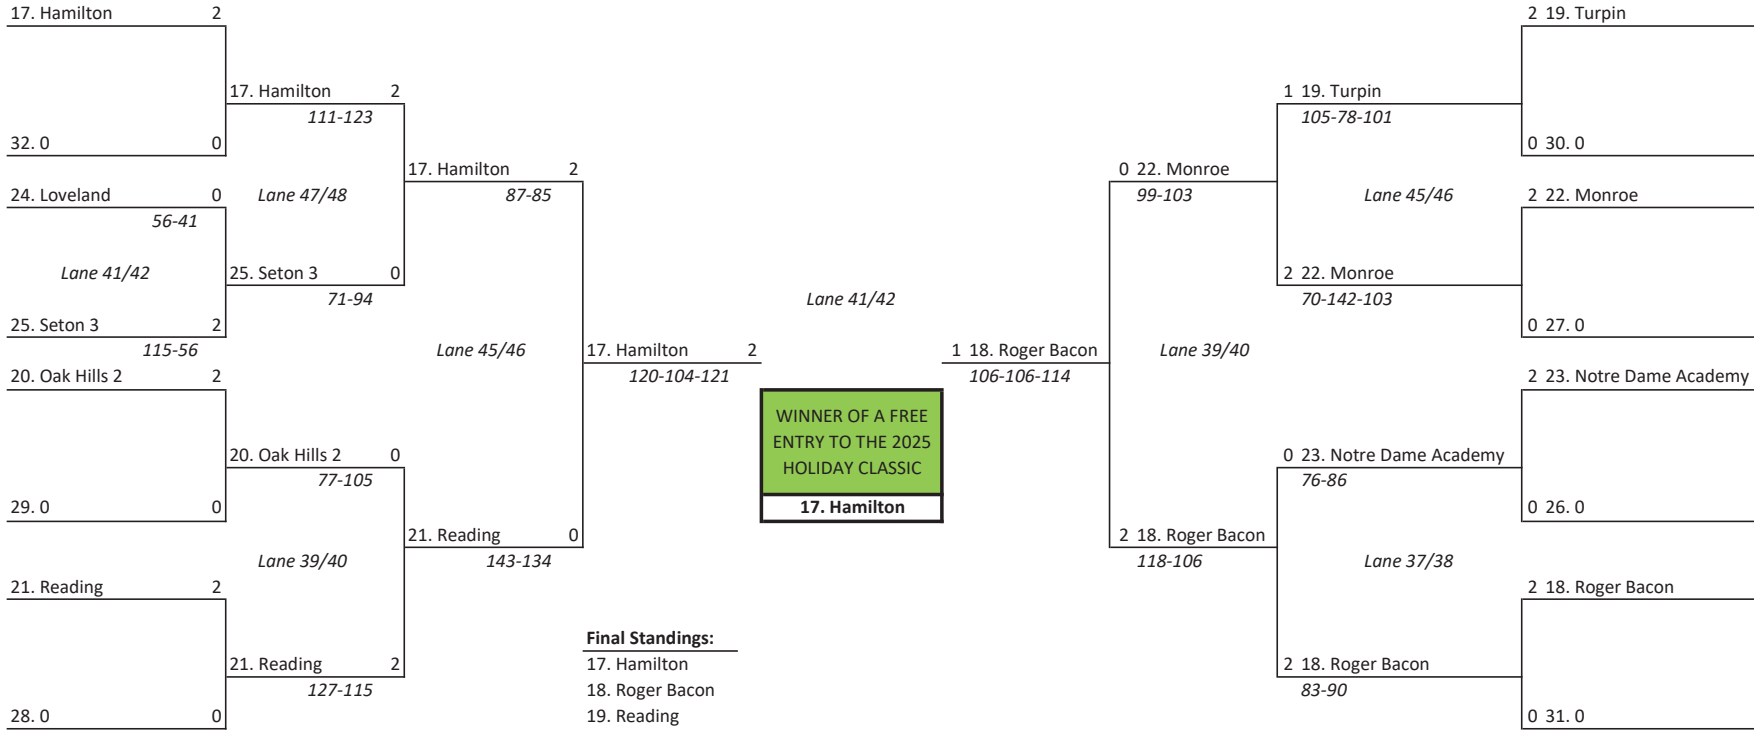 17. Hamilton 2
32. 0 0
24. Loveland 0
56-41
Lane 41/42
25. Seton 3 2
115-56
20. Oak Hills 2 2
29. 0 0
21. Reading 2
28. 0 0
17. Hamilton 2
111-123
Lane 47/48
25. Seton 3 0
71-94
20. Oak Hills 2 0
77-105
Lane 39/40
21. Reading 2
127-115
17. Hamilton 2
87-85
Lane 45/46
21. Reading 0
143-134
17. Hamilton 2
120-104-121
Lane 41/42
WINNER OF A FREE
ENTRY TO THE 2025
HOLIDAY CLASSIC
17. Hamilton
Final Standings:
17. Hamilton
18. Roger Bacon
19. Reading
1 18. Roger Bacon
106-106-114
0 22. Monroe
99-103
Lane 39/40
2 18. Roger Bacon
118-106
1 19. Turpin
105-78-101
Lane 45/46
2 22. Monroe
70-142-103
0 23. Notre Dame Academy
76-86
Lane 37/38
2 18. Roger Bacon
83-90
2 19. Turpin
0 30. 0
2 22. Monroe
0 27. 0
2 23. Notre Dame Academy
0 26. 0
2 18. Roger Bacon
0 31. 0